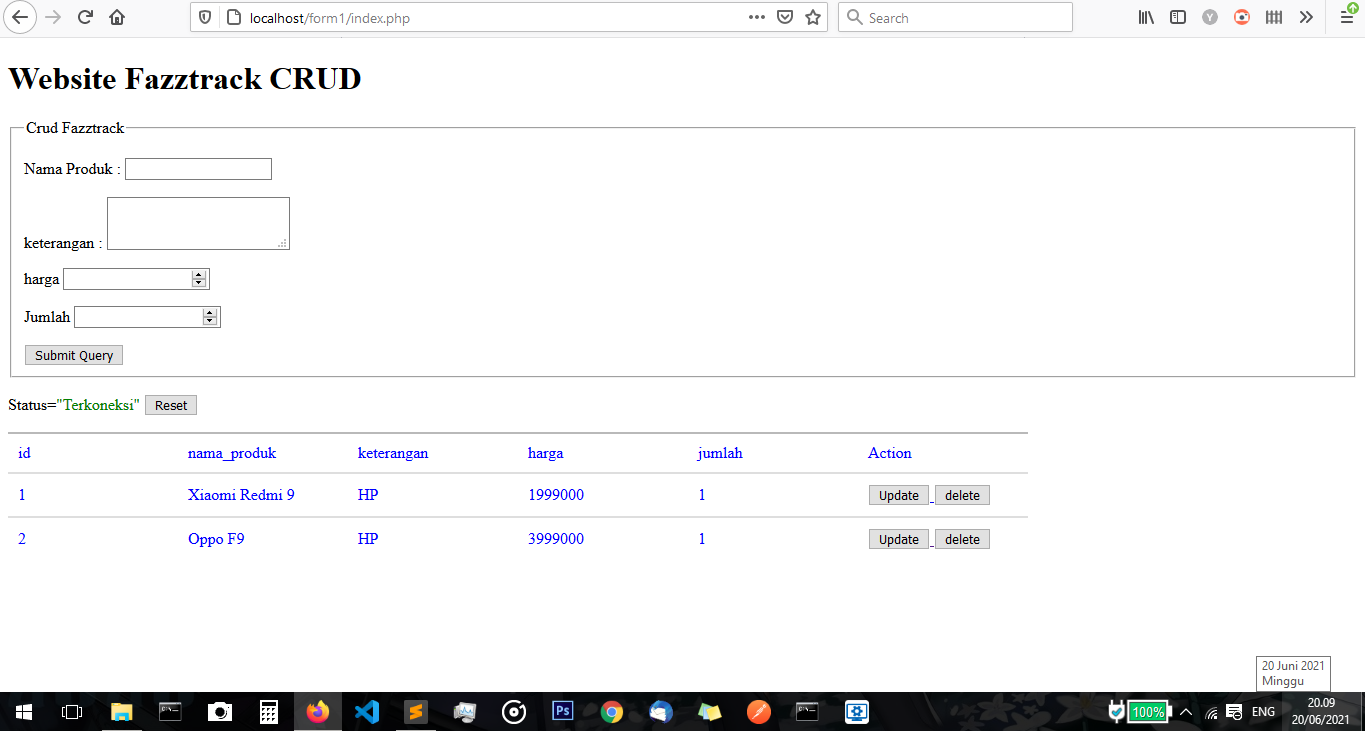 localhost/form1/index.php
Search
Website Fazztrack CRUD
Crud Fazztrack
Nama Produk :
keterangan :
harga
Jumlah
Submit Query
Status="Terkoneksi" Reset
id nama_produk keterangan harga jumlah Action
1 Xiaomi Redmi 9 HP 1999000 1 Update delete
2 Oppo F9 HP 3999000 1 Update delete
20 Juni 2021
Minggu
Ps
100%
ENG
20.09
20/06/2021